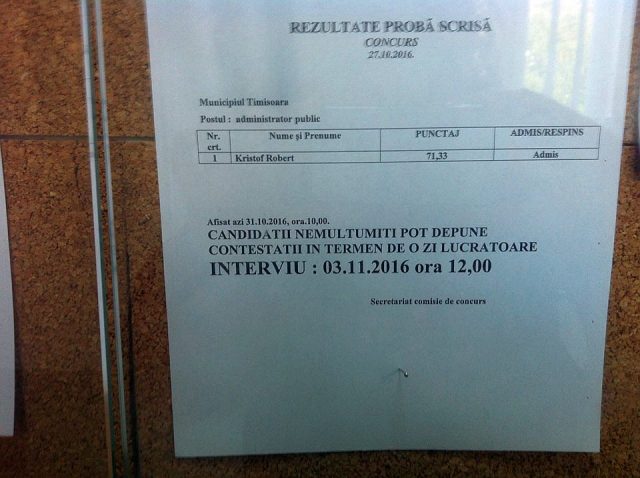 REZULTATE PROBĂ SCRISĂ
CONCURS
27.10.2016.
Municipiul Timisoara
Postul : administrator public
Nr. crt. Nume și Prenume PUNCTAJ ADMIS/RESPINS
1 Kristof Robert 71,33 Admis
Afisat azi 31.10.2016, ora.10,00.
CANDIDATII NEMULTUMITI POT DEPUNE
CONTESTATII IN TERMEN DE O ZI LUCRATOARE
INTERVIU : 03.11.2016 ora 12,00
Secretariat comisie de concurs